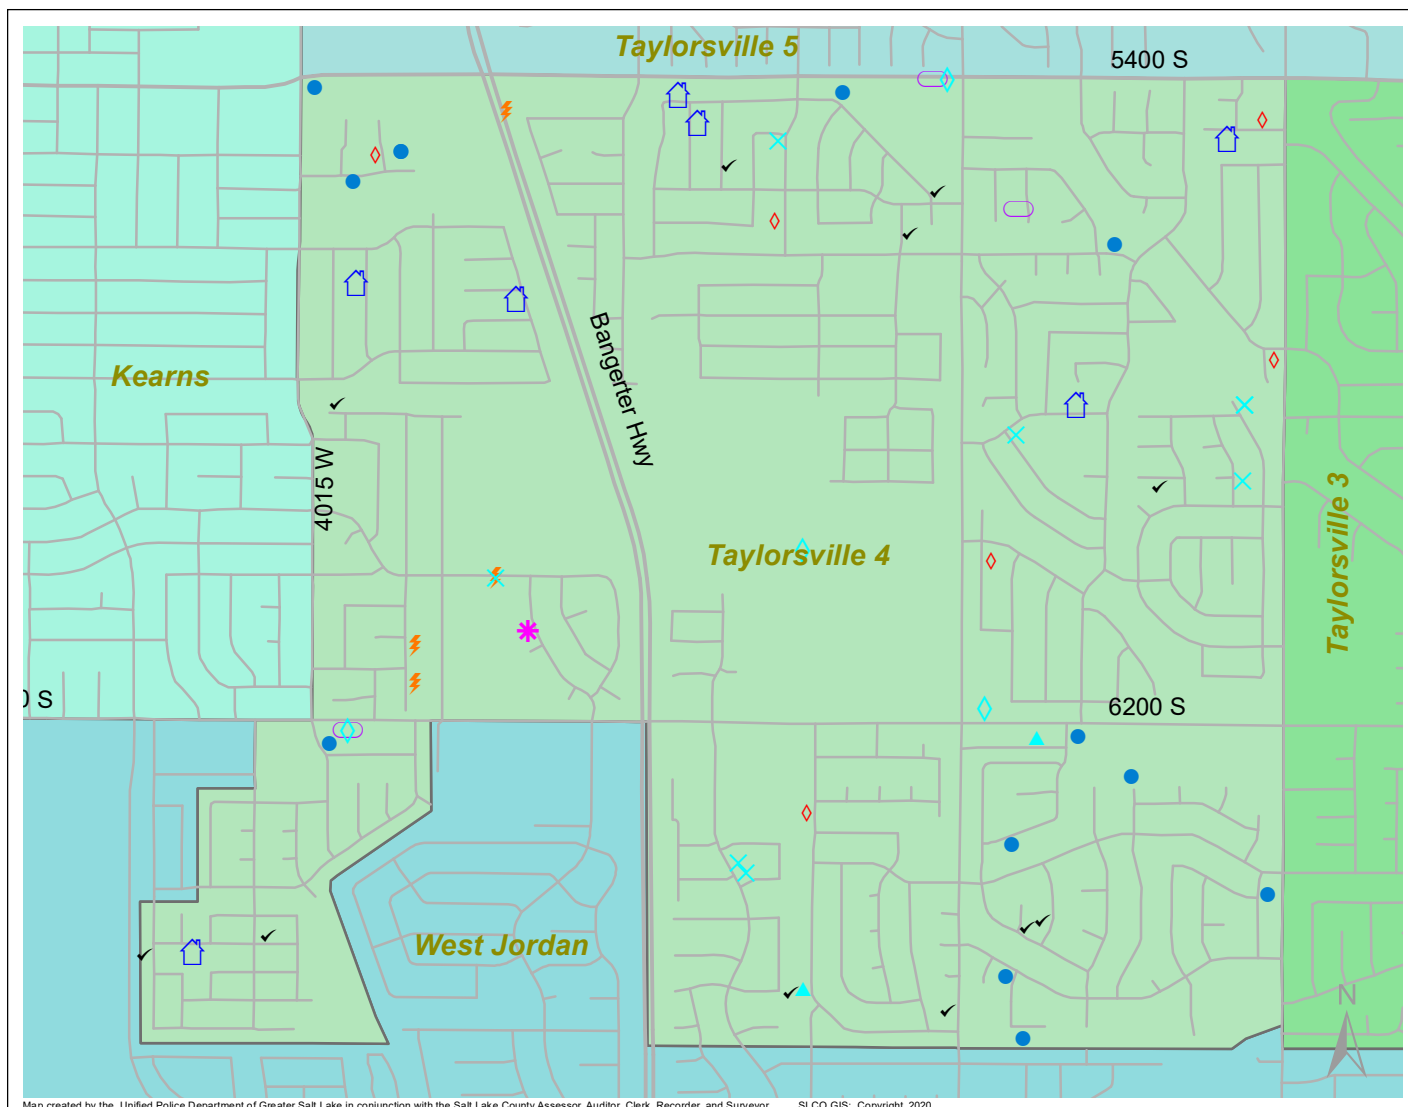 Taylorsville 5
5400 S
Bangerter Hwy
Kearns
4015 W
Taylorsville 4
Taylorsville 3
0 S
6200 S
West Jordan
N
Map created by the Unified Police Department of Greater Salt Lake in conjunction with the Salt Lake County Assessor, Auditor, Clerk, Recorder, and Surveyor. SLCO GIS: Copyright, 2020